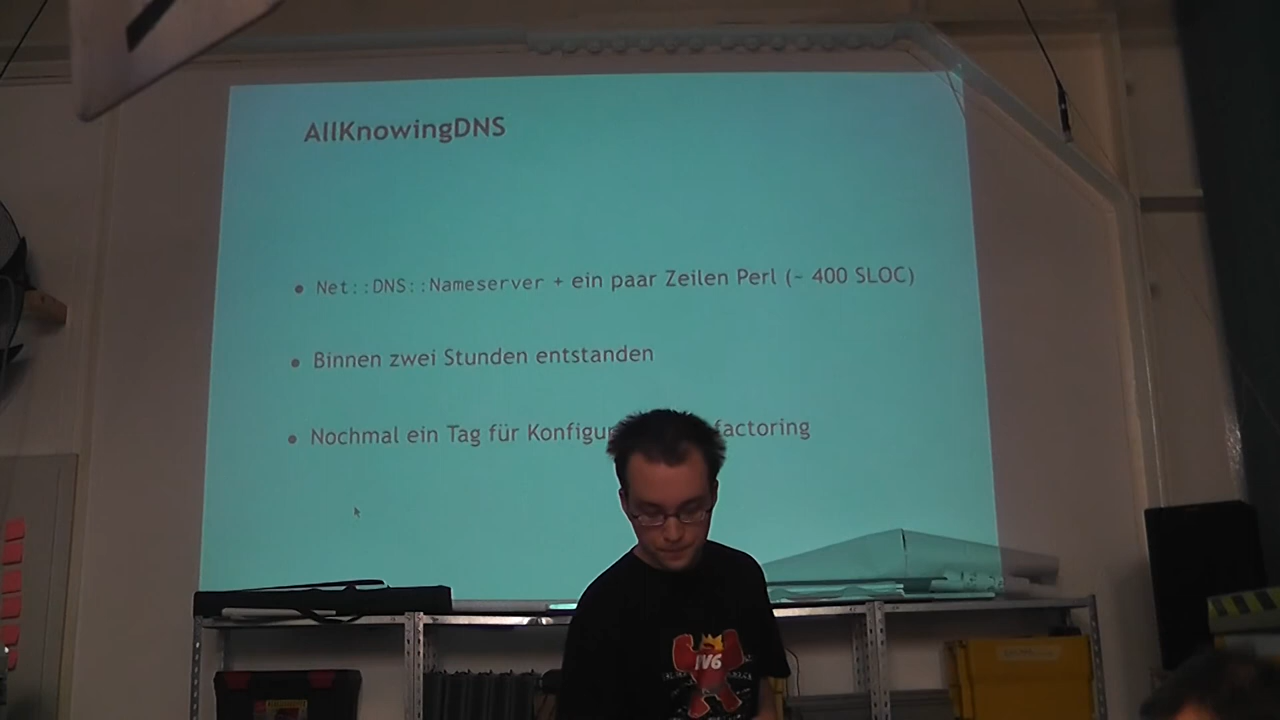 AllKnowingDNS
• Net::DNS::Nameserver + ein paar Zeilen Perl (~ 400 SLOC)
• Binnen zwei Stunden entstanden
• Nochmal ein Tag für Konfigur factoring
IV6